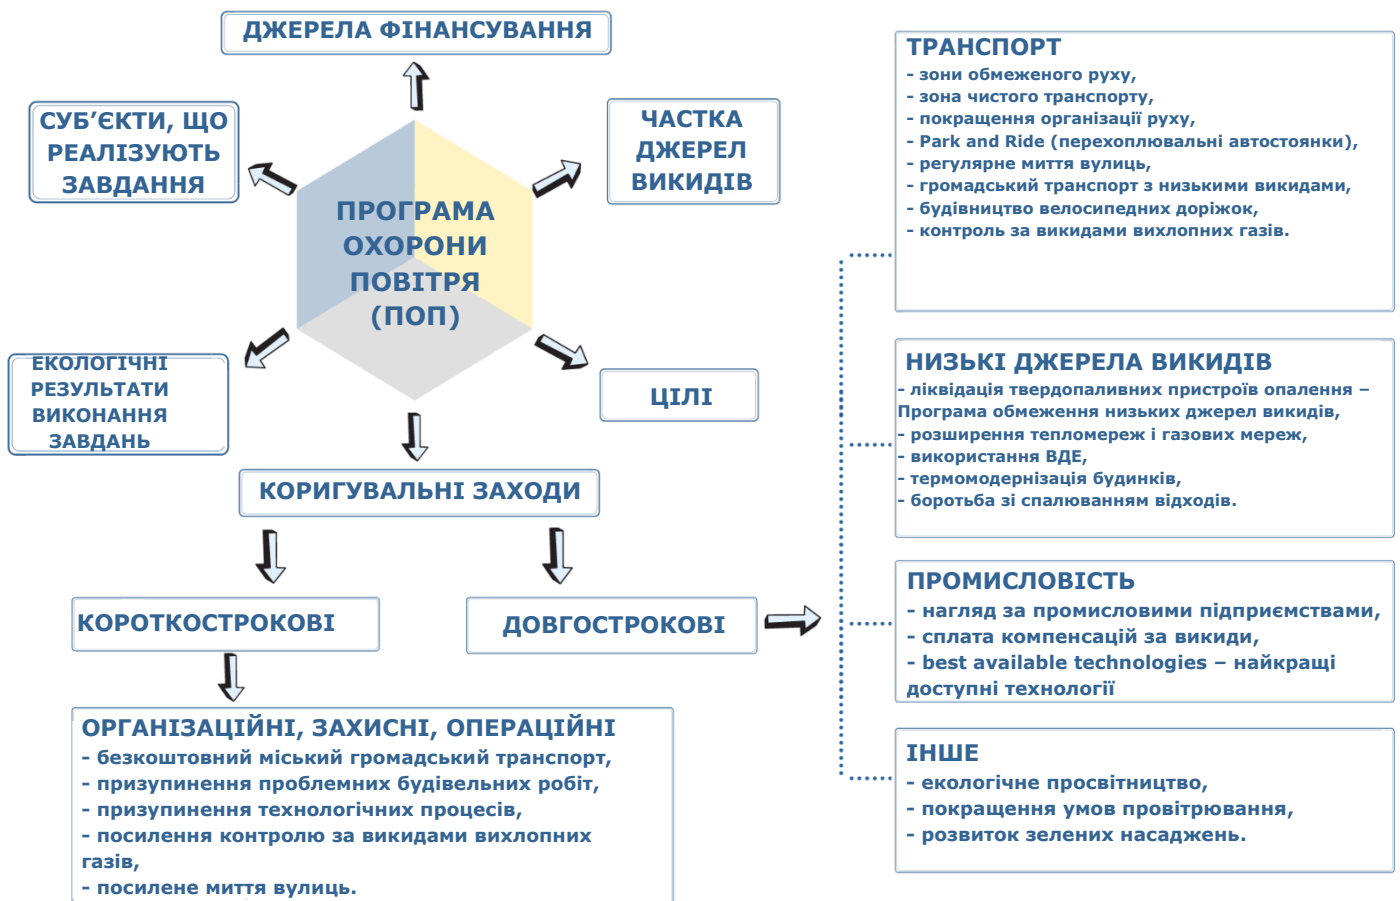 ДЖЕРЕЛА ФІНАНСУВАННЯ
СУБ’ЄКТИ, ЩО
РЕАЛІЗУЮТЬ
ЗАВДАННЯ
ЧАСТКА
ДЖЕРЕЛ
ВИКИДІВ
ПРОГРАМА
ОХОРОНИ
ПОВІТРЯ
(ПОП)
ЕКОЛОГІЧНІ
РЕЗУЛЬТАТИ
ВИКОНАННЯ
ЗАВДАНЬ
ЦІЛІ
КОРИГУВАЛЬНІ ЗАХОДИ
КОРОТКОСТРОКОВІ
ДОВГОСТРОКОВІ
ОРГАНІЗАЦІЙНІ, ЗАХИСНІ, ОПЕРАЦІЙНІ
- безкоштовний міський громадський транспорт,
- призупинення проблемних будівельних робіт,
- призупинення технологічних процесів,
- посилення контролю за викидами вихлопних
газів,
- посилене миття вулиць.
ТРАНСПОРТ
- зони обмеженого руху,
- зона чистого транспорту,
- покращення організації руху,
- Park and Ride (перехоплювальні автостоянки),
- регулярне миття вулиць,
- громадський транспорт з низькими викидами,
- будівництво велосипедних доріжок,
- контроль за викидами вихлопних газів.
НИЗЬКІ ДЖЕРЕЛА ВИКИДІВ
- ліквідація твердопаливних пристроїв опалення –
Програма обмеження низьких джерел викидів,
- розширення тепломереж і газових мереж,
- використання ВДЕ,
- термомодернізація будинків,
- боротьба зі спалюванням відходів.
ПРОМИСЛОВІСТЬ
- нагляд за промисловими підприємствами,
- сплата компенсацій за викиди,
- best available technologies – найкращі
доступні технології
ІНШЕ
- екологічне просвітництво,
- покращення умов провітрювання,
- розвиток зелених насаджень.